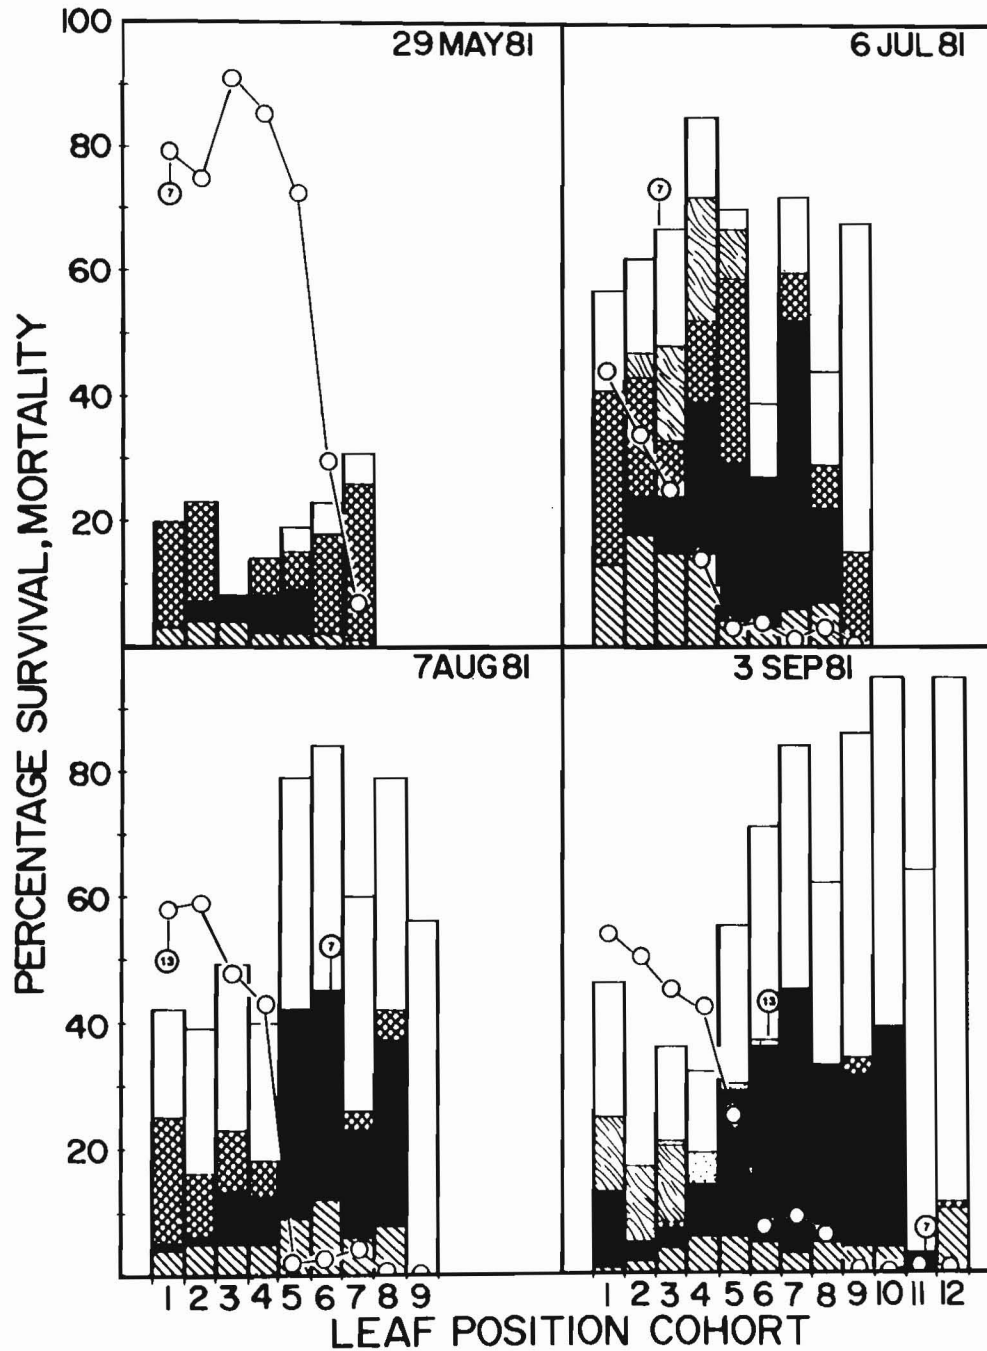 100
29 MAY 81
6 JUL 81
80
7
7
60
40
20
7 AUG 81
3 SEP 81
80
60
13
7
13
40
20
7
1 2 3 4 5 6 7 8 9
1 2 3 4 5 6 7 8 9 10 11 12
PERCENTAGE SURVIVAL, MORTALITY
LEAF POSITION COHORT